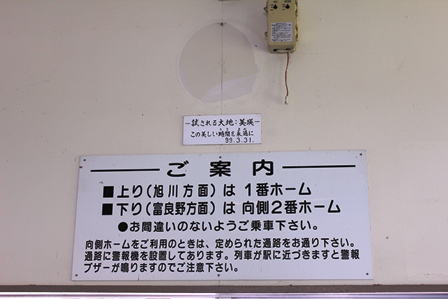 －試される大地：美瑛－
この美しい時間を永遠に
99.3.31.
ご案内
■上り(旭川方面)は 1番ホーム
■下り(富良野方面)は 向側2番ホーム
●お間違いのないようご乗車下さい。
向側ホームをご利用のときは、定められた通路をお通り下さい。
通路に警報機を設置してあります。列車が駅に近づきますと警報
ブザーが鳴りますのでご注意下さい。